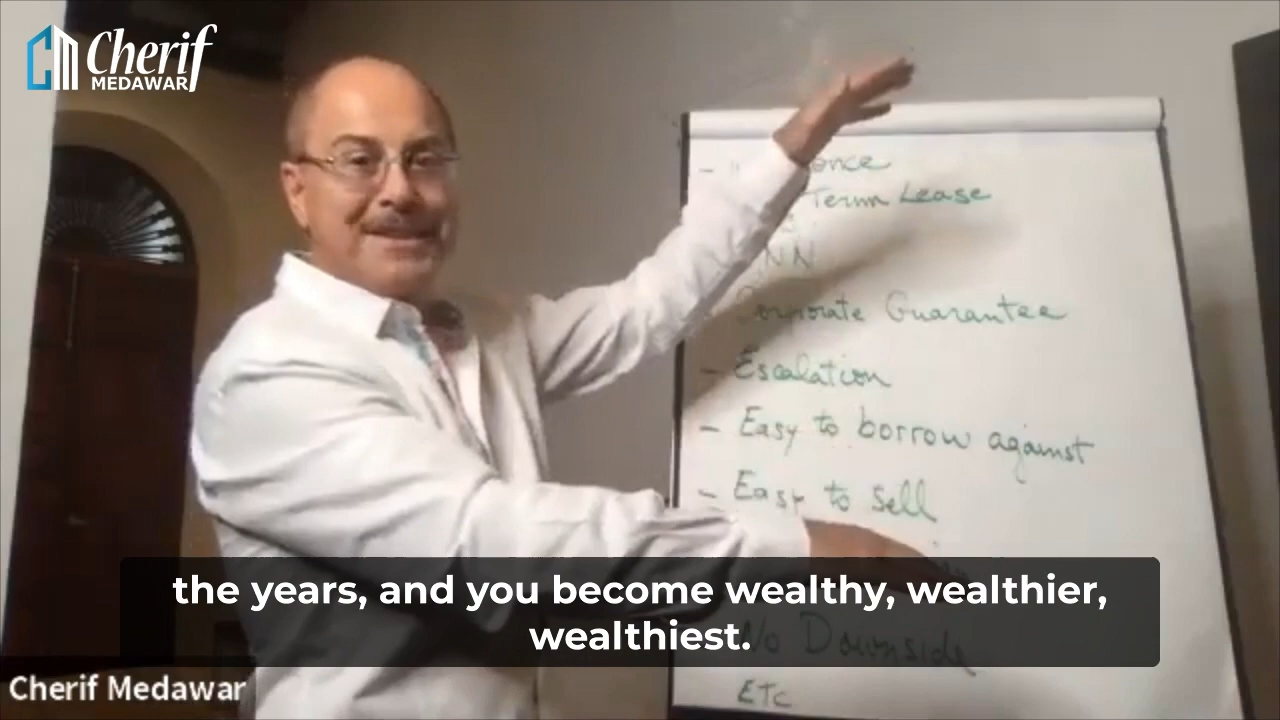 Cherif
MEDAWAR
Term Lease
Corporate Guarantee
- Escalation
- Easy to borrow against
- Easy to sell
the years, and you become wealthy, wealthier,
wealthiest.
No Downside
Cherif Medawar
ETC